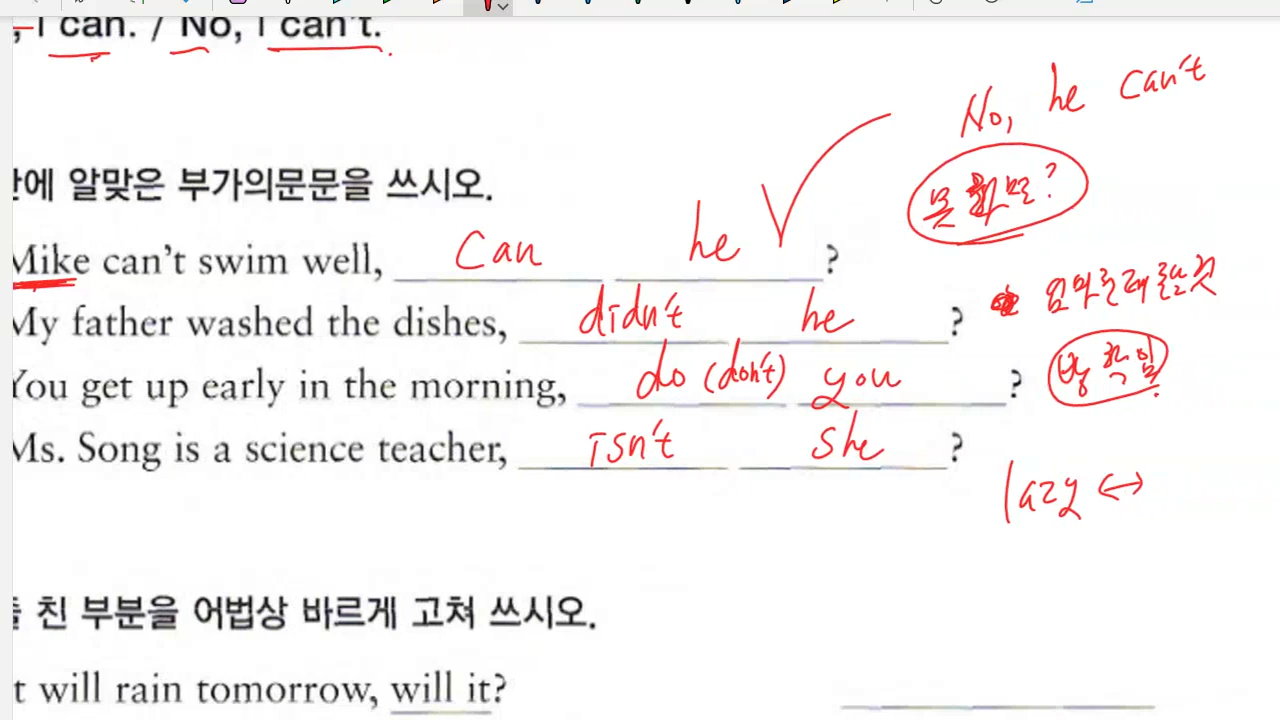 , I can. / No, I can't.
No, he can't
에 알맞은 부가의문문을 쓰시오.
못
Mike can't swim well, Can he ?
My father washed the dishes, didn't he ?
You get up early in the morning, do (don't) you ?
Ms. Song is a science teacher, isn't she ?
lazy ↔
친 부분을 어법상 바르게 고쳐 쓰시오.
t will rain tomorrow, will it?